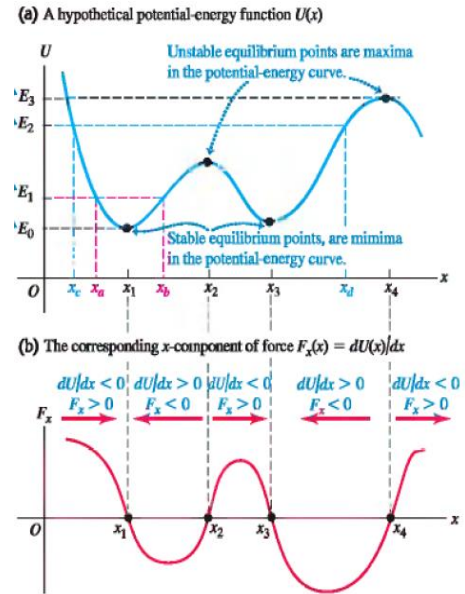 (a) A hypothetical potential-energy function U(x)
U
Unstable equilibrium points are maxima
in the potential-energy curve.
E3
E2
E1
E0
Stable equilibrium points, are mimima
in the potential-energy curve.
O xc xa x1 xb x2 x3 xd x4 x
(b) The corresponding x-component of force Fx(x) = dU(x)/dx
dU/dx < 0 dU/dx > 0 dU/dx < 0 dU/dx > 0 dU/dx < 0
Fx > 0 Fx < 0 Fx > 0 Fx < 0 Fx > 0
Fx
O x1 x2 x3 x4 x